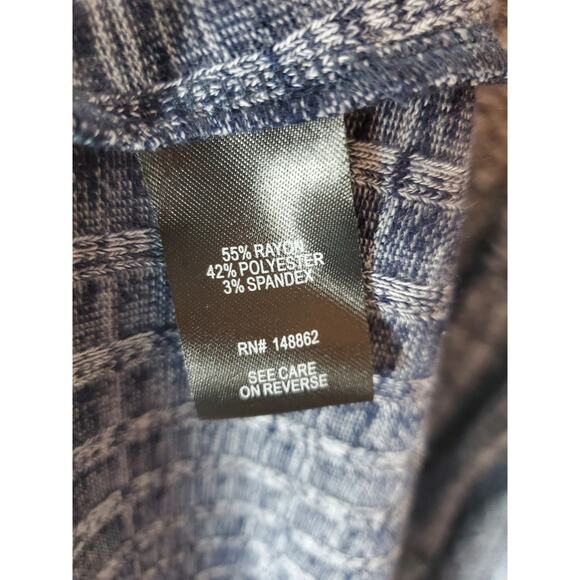 55% RAYON
42% POLYESTER
3% SPANDEX
RN# 148862
SEE CARE
ON REVERSE